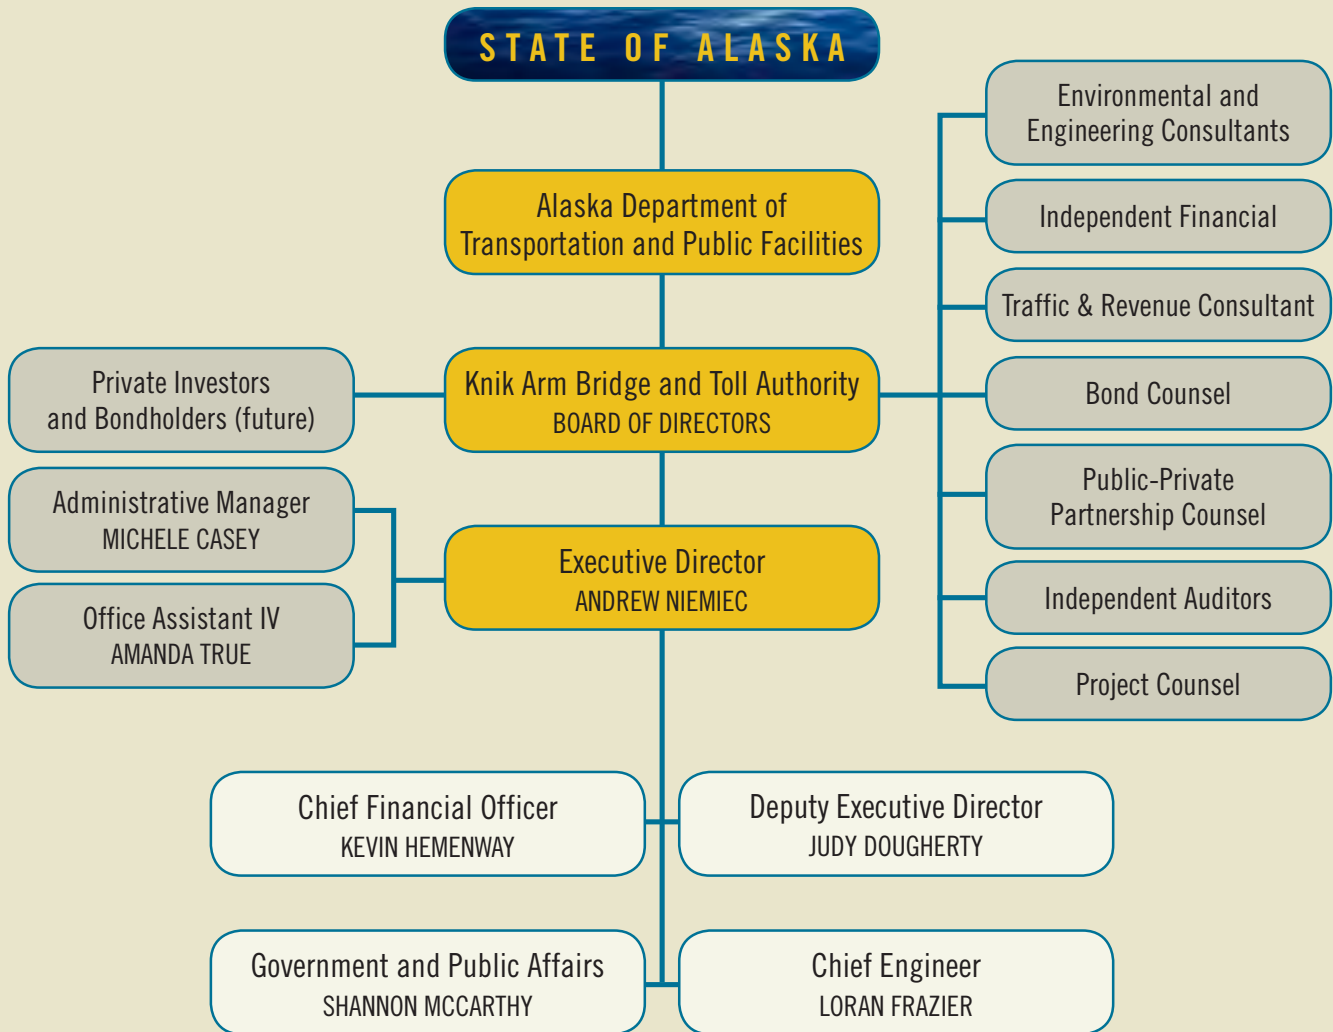 STATE OF ALASKA
Alaska Department of
Transportation and Public Facilities
Knik Arm Bridge and Toll Authority
BOARD OF DIRECTORS
Executive Director
ANDREW NIEMIEC
Private Investors
and Bondholders (future)
Administrative Manager
MICHELE CASEY
Office Assistant IV
AMANDA TRUE
Environmental and
Engineering Consultants
Independent Financial
Traffic & Revenue Consultant
Bond Counsel
Public-Private
Partnership Counsel
Independent Auditors
Project Counsel
Chief Financial Officer
KEVIN HEMENWAY
Deputy Executive Director
JUDY DOUGHERTY
Government and Public Affairs
SHANNON MCCARTHY
Chief Engineer
LORAN FRAZIER